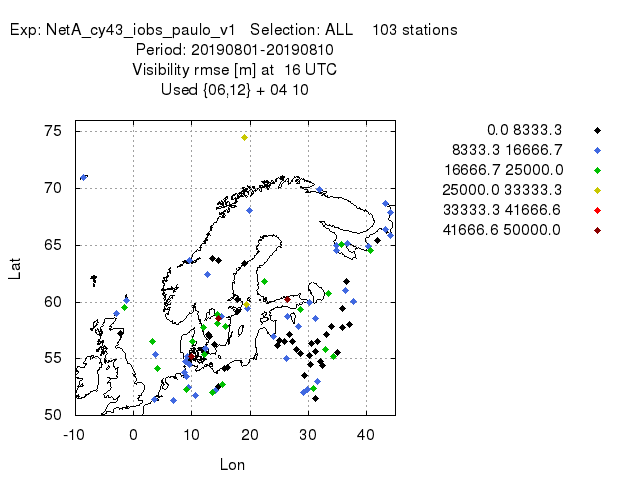 Exp: NetA_cy43_iobs_paulo_v1 Selection: ALL 103 stations
Period: 20190801-20190810
Visibility rmse [m] at 16 UTC
Used {06,12} + 04 10
0.0 8333.3
8333.3 16666.7
16666.7 25000.0
25000.0 33333.3
33333.3 41666.6
41666.6 50000.0
75
70
65
60
55
50
Lat
-10 0 10 20 30 40
Lon